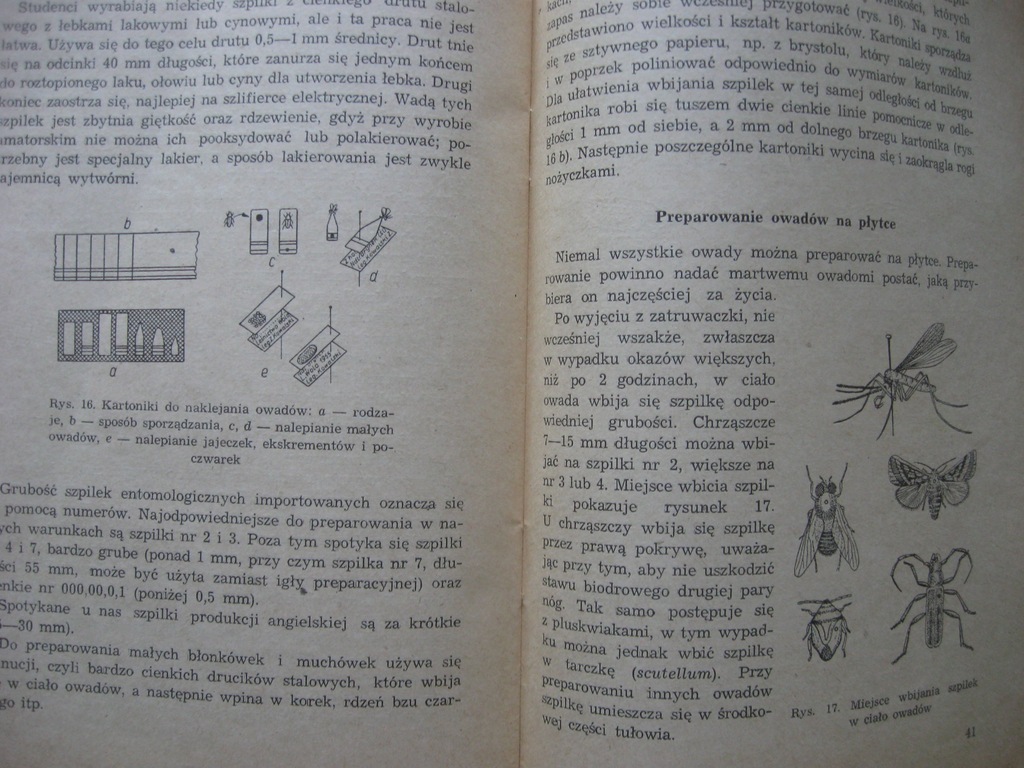 Studenci wyrabiają niekiedy szpilki z cienkiego drutu stalo-
wego z łebkami lakowymi lub cynowymi, ale i ta praca nie jest
łatwa. Używa się do tego celu drutu 0,5—1 mm średnicy. Drut tnie
się na odcinki 40 mm długości, które zanurza się jednym końcem
do roztopionego laku, ołowiu lub cyny dla utworzenia łebka. Drugi
koniec zaostrza się, najlepiej na szlifierce elektrycznej. Wadą tych
szpilek jest zbytnia giętkość oraz rdzewienie, gdyż przy wyrobie
amatorskim nie można ich pooksydować lub polakierować; po-
rzebny jest specjalny lakier, a sposób lakierowania jest zwykle
ajemnicą wytwórni.
b
c
d
a
e
Rys. 16. Kartoniki do naklejania owadów: a — rodza-
je, b — sposób sporządzania, c, d — nalepianie małych
owadów, e — nalepianie jajeczek, ekskrementów i po-
czwarek
Grubość szpilek entomologicznych importowanych oznacza się
pomocą numerów. Najodpowiedniejsze do preparowania w na-
ych warunkach są szpilki nr 2 i 3. Poza tym spotyka się szpilki
4 i 7, bardzo grube (ponad 1 mm, przy czym szpilka nr 7, dłu-
ści 55 mm, może być użyta zamiast igły preparacyjnej) oraz
enkie nr 000,00,0,1 (poniżej 0,5 mm).
Spotykane u nas szpilki produkcji angielskiej są za krótkie
—30 mm).
Do preparowania małych błonkówek i muchówek używa się
nucji, czyli bardzo cienkich drucików stalowych, które wbija
w ciało owadów, a następnie wpina w korek, rdzeń bzu czar-
go itp.
kach, których
zapas należy sobie wcześniej przygotować (rys. 16). Na rys. 16a
przedstawiono wielkości i kształt kartoników. Kartoniki sporządza
się ze sztywnego papieru, np. z brystolu, który należy wzdłuż
i w poprzek poliniować odpowiednio do wymiarów kartoników.
Dla ułatwienia wbijania szpilek w tej samej odległości od brzegu
kartonika robi się tuszem dwie cienkie linie pomocnicze w odle-
głości 1 mm od siebie, a 2 mm od dolnego brzegu kartonika (rys.
16 b). Następnie poszczególne kartoniki wycina się i zaokrągla rogi
nożyczkami.
Preparowanie owadów na płytce
Niemal wszystkie owady można preparować na płytce. Prepa-
rowanie powinno nadać martwemu owadowi postać, jaką przy-
biera on najczęściej za życia.
Po wyjęciu z zatruwaczki, nie
wcześniej wszakże, zwłaszcza
w wypadku okazów większych,
niż po 2 godzinach, w ciało
owada wbija się szpilkę odpo-
wiedniej grubości. Chrząszcze
7—15 mm długości można wbi-
jać na szpilki nr 2, większe na
nr 3 lub 4. Miejsce wbicia szpil-
ki pokazuje rysunek 17.
U chrząszczy wbija się szpilkę
przez prawą pokrywę, uważa-
jąc przy tym, aby nie uszkodzić
stawu biodrowego drugiej pary
nóg. Tak samo postępuje się
z pluskwiakami, w tym wypad-
ku można jednak wbić szpilkę
w tarczkę (scutellum). Przy
preparowaniu innych owadów
szpilkę umieszcza się w środko-
wej części tułowia.
Rys. 17. Miejsce wbijania szpilek
w ciało owadów
41